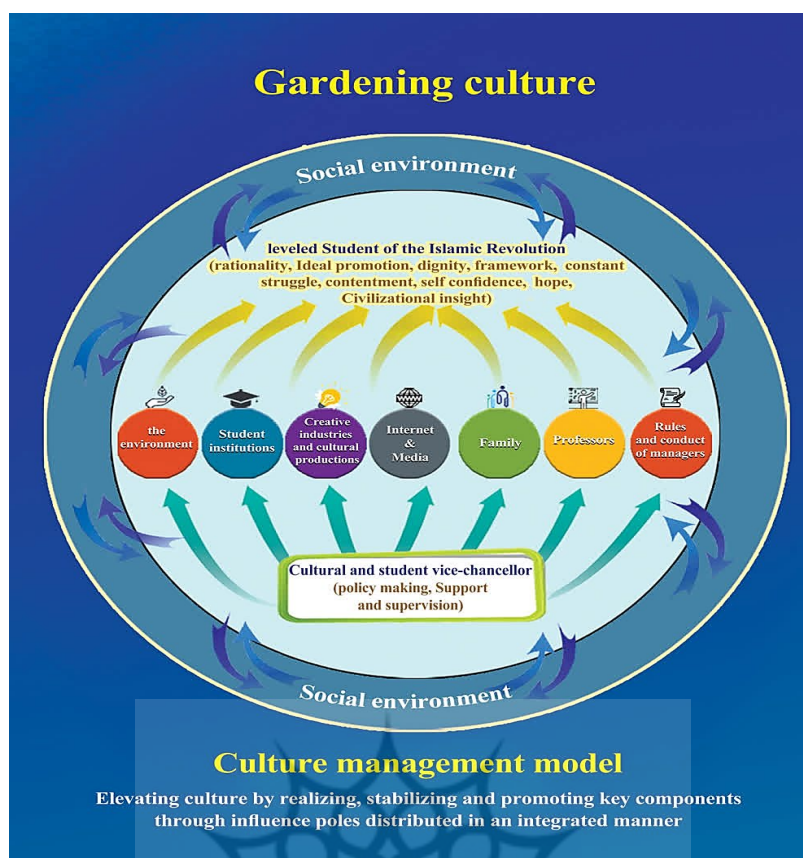 Gardening culture
Social environment
leveled Student of the Islamic Revolution
(rationality, Ideal promotion, dignity, framework, constant
struggle, contentment, self confidence, hope,
Civilizational insight)
the
environment
Student
institutions
Creative
industries
and cultural
productions
Internet
&
Media
Family
Professors
Rules
and conduct
of managers
Cultural and student vice-chancellor
(policy making, Support
and supervision)
Social environment
Culture management model
Elevating culture by realizing, stabilizing and promoting key components
through influence poles distributed in an integrated manner